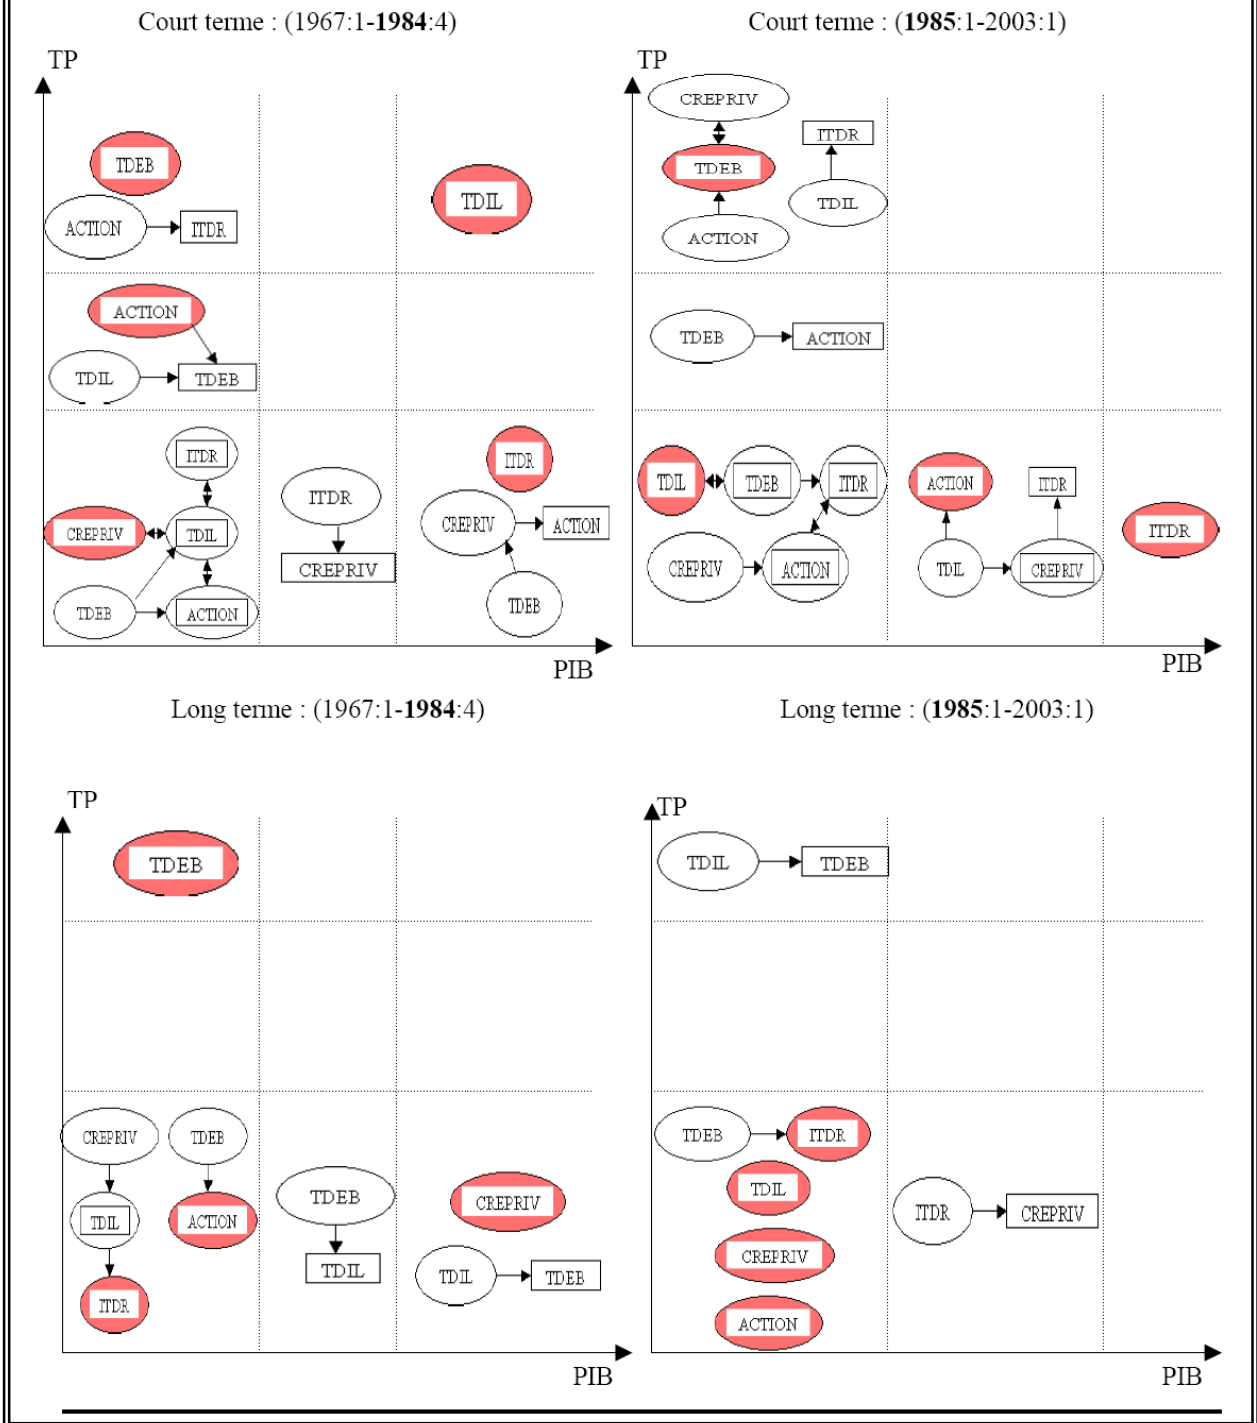 Court terme : (1967:1-1984:4)
Court terme : (1985:1-2003:1)
TP
TDEB
TDIL
ACTION
ITDR
ACTION
TDIL
TDEB
ITDR
CREPRIV
TDIL
TDEB
ACTION
ITDR
CREPRIV
ITDR
CREPRIV
ACTION
TDEB
PIB
TP
CREPRIV
ITDR
TDEB
TDIL
ACTION
TDEB
ACTION
TDIL
TDEB
ITDR
CREPRIV
ACTION
ACTION
ITDR
TDIL
CREPRIV
ITDR
PIB
Long terme : (1967:1-1984:4)
Long terme : (1985:1-2003:1)
TP
TDEB
CREPRIV
TDEB
TDIL
ACTION
ITDR
TDEB
TDIL
CREPRIV
TDIL
TDEB
PIB
TP
TDIL
TDEB
TDEB
ITDR
TDIL
CREPRIV
ACTION
ITDR
CREPRIV
PIB